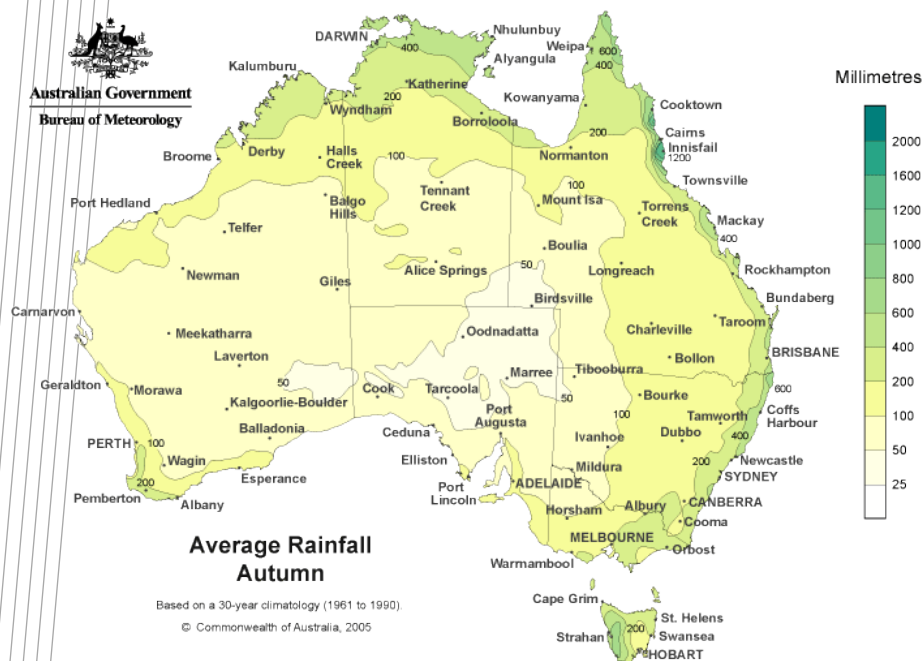 Australian Government
Bureau of Meteorology
Millimetres
2000
1600
1200
1000
800
600
400
200
100
50
25
DARWIN
Nhulunbuy
400
Alyangula
Weipa
600
400
Kalumburu
Katherine
200
Wyndham
Kowanyama
Borroloola
Cooktown
Cairns
Innisfail
1200
200
Broome
Derby
Halls
Creek
100
Normanton
Townsville
Tennant
Creek
100
Mount Isa
Port Hedland
Balgo
Hills
Torrens
Creek
Mackay
Telfer
400
Boulia
Newman
Alice Springs
50
Longreach
Rockhampton
Giles
Birdsville
Bundaberg
Carnarvon
Oodnadatta
Charleville
Taroom
Meekatharra
BRISBANE
Laverton
Bollon
Marree
Tibooburra
Geraldton
Morawa
50
Cook
Tarcoola
50
Bourke
600
Kalgoorlie-Boulder
Port
Augusta
100
Tamworth
Coffs
Harbour
Balladonia
Ceduna
Ivanhoe
Dubbo
400
PERTH
100
Wagin
Elliston
Mildura
200
Newcastle
Esperance
SYDNEY
200
Port
Lincoln
ADELAIDE
Pemberton
Albany
Horsham
Albury
CANBERRA
Cooma
MELBOURNE
Orbost
Warmambool
Average Rainfall
Autumn
Based on a 30-year climatology (1961 to 1990).
© Commonwealth of Australia, 2005
Cape Grim
St. Helens
Strahan
200
Swansea
HOBART